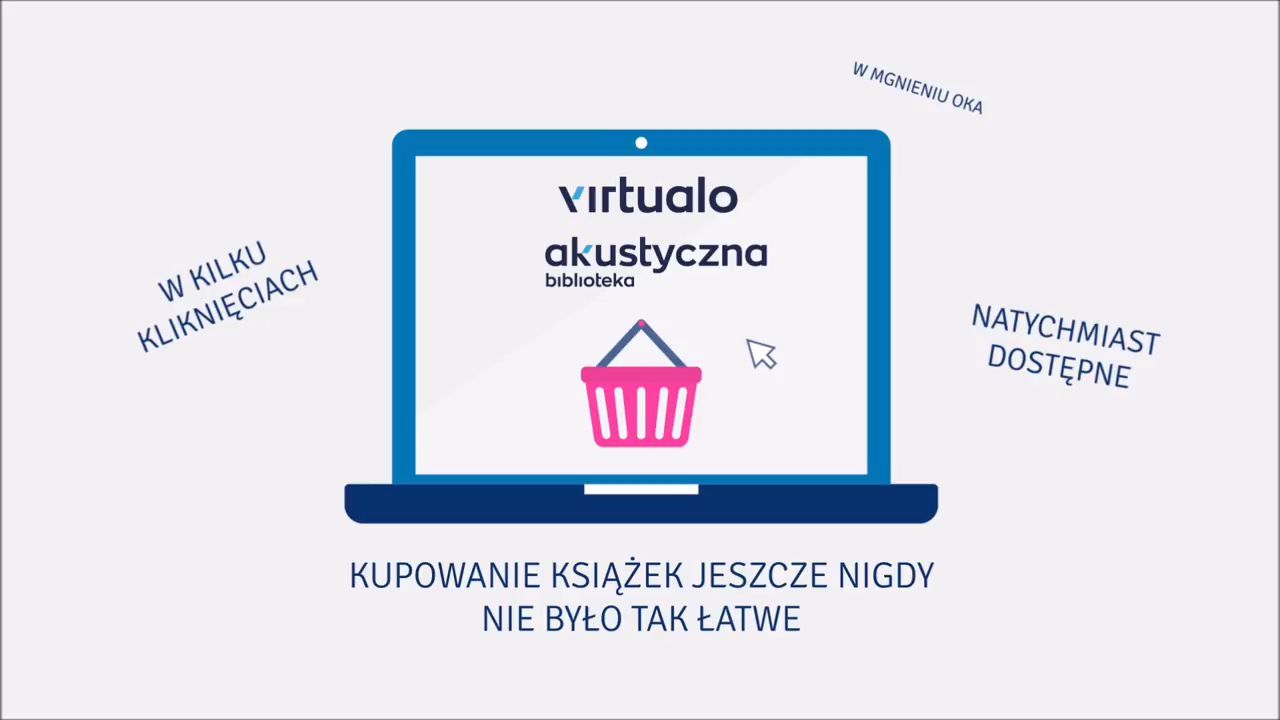 W MGNIENIU OKA
virtualo
akustyczna
biblioteka
W KILKU
KLIKNIĘCIACH
NATYCHMIAST
DOSTĘPNE
KUPOWANIE KSIĄŻEK JESZCZE NIGDY
NIE BYŁO TAK ŁATWE